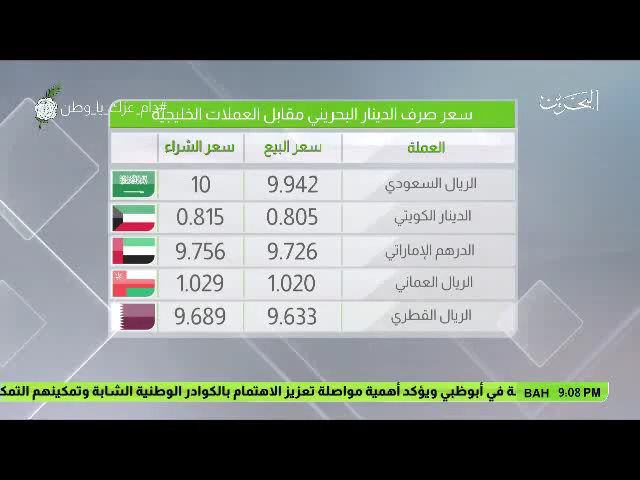 #دام_عزك_يا_وطن
البحرين
سعر صرف الدينار البحريني مقابل العملات الخليجية
العملة سعر البيع سعر الشراء
الريال السعودي 9.942 10
الدينار الكويتي 0.805 0.815
الدرهم الإماراتي 9.726 9.756
الريال العماني 1.020 1.029
الريال القطري 9.633 9.689
BAH 9:08 PM
ة في أبوظبي ويؤكد أهمية مواصلة تعزيز الاهتمام بالكوادر الوطنية الشابة وتمكينهم التمك